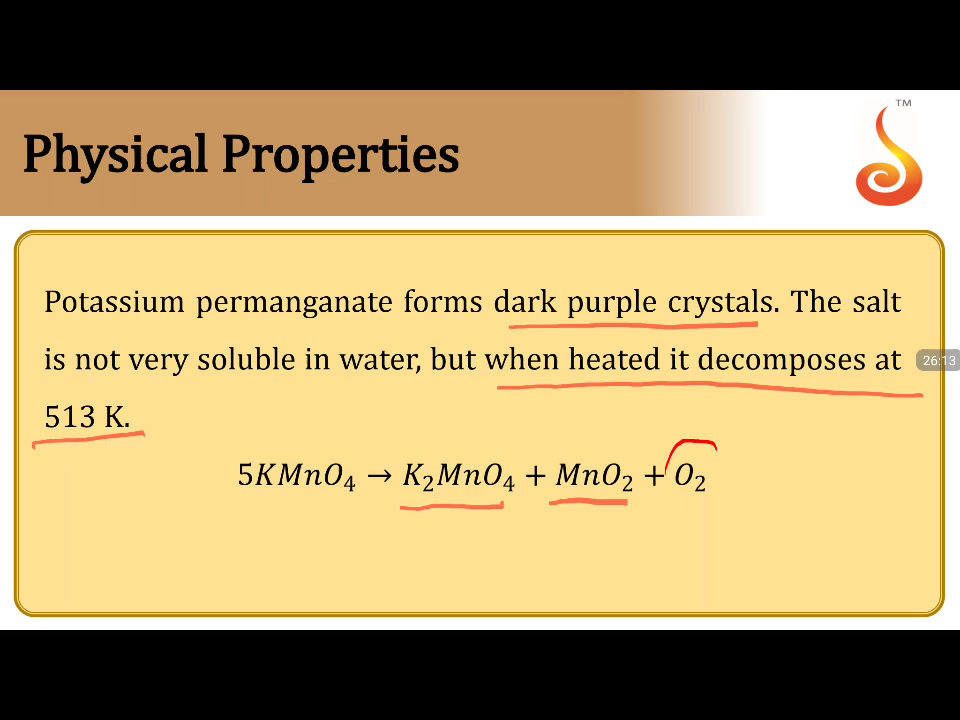 TM
Physical Properties
Potassium permanganate forms dark purple crystals. The salt
is not very soluble in water, but when heated it decomposes at
26:13
513 K.
5KMnO₄ → K₂MnO₄ + MnO₂ + O₂